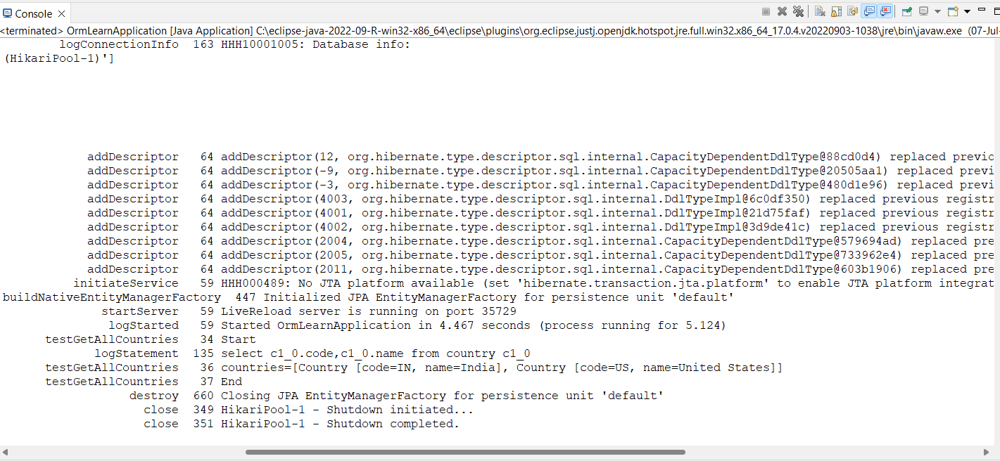 Console
<terminated> OrmLearnApplication [Java Application] C:\eclipse-java-2022-09-R-win32-x86_64\eclipse\plugins\org.eclipse.justj.openjdk.hotspot.jre.full.win32.x86_64_17.0.4.v20220903-1038\jre\bin\javaw.exe (07-Jul-
logConnectionInfo 163 HHH10001005: Database info:
(HikariPool-1)']
addDescriptor 64 addDescriptor(12, org.hibernate.type.descriptor.sql.internal.CapacityDependentDdlType@88cd0d4) replaced previc
addDescriptor 64 addDescriptor(-9, org.hibernate.type.descriptor.sql.internal.CapacityDependentDdlType@20505aa1) replaced previ
addDescriptor 64 addDescriptor(-3, org.hibernate.type.descriptor.sql.internal.CapacityDependentDdlType@480d1e96) replaced previ
addDescriptor 64 addDescriptor(4003, org.hibernate.type.descriptor.sql.internal.DdlTypeImpl@6c0df350) replaced previous registr
addDescriptor 64 addDescriptor(4001, org.hibernate.type.descriptor.sql.internal.DdlTypeImpl@21d75faf) replaced previous registr
addDescriptor 64 addDescriptor(4002, org.hibernate.type.descriptor.sql.internal.DdlTypeImpl@3d9de41c) replaced previous registr
addDescriptor 64 addDescriptor(2004, org.hibernate.type.descriptor.sql.internal.CapacityDependentDdlType@579694ad) replaced pre
addDescriptor 64 addDescriptor(2005, org.hibernate.type.descriptor.sql.internal.CapacityDependentDdlType@733962e4) replaced pre
addDescriptor 64 addDescriptor(2011, org.hibernate.type.descriptor.sql.internal.CapacityDependentDdlType@603b1906) replaced pre
initiateService 59 HHH000489: No JTA platform available (set 'hibernate.transaction.jta.platform' to enable JTA platform integrat
buildNativeEntityManagerFactory 447 Initialized JPA EntityManagerFactory for persistence unit 'default'
startServer 59 LiveReload server is running on port 35729
logStarted 59 Started OrmLearnApplication in 4.467 seconds (process running for 5.124)
testGetAllCountries 34 Start
logStatement 135 select c1_0.code,c1_0.name from country c1_0
testGetAllCountries 36 countries=[Country [code=IN, name=India], Country [code=US, name=United States]]
testGetAllCountries 37 End
destroy 660 Closing JPA EntityManagerFactory for persistence unit 'default'
close 349 HikariPool-1 - Shutdown initiated...
close 351 HikariPool-1 - Shutdown completed.